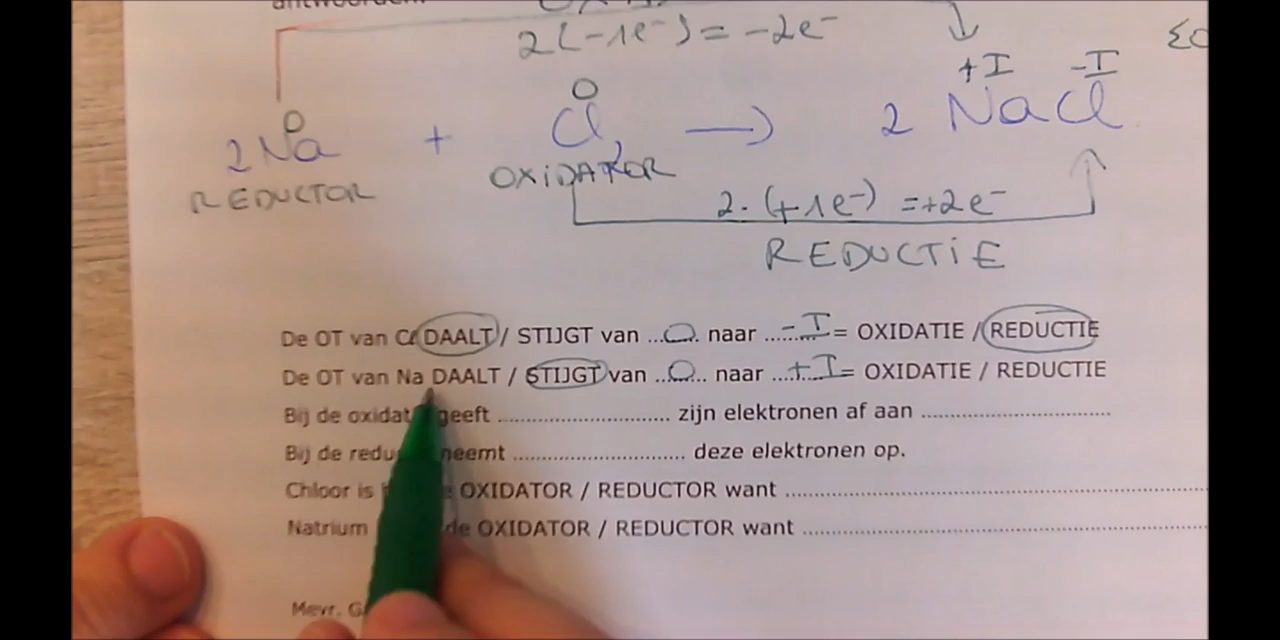 2(-1e⁻) = -2e⁻
+I -I
0 0
2Na + Cl₂ → 2 NaCl
REDUCTOR OXIDATOR
2·(+1e⁻) = +2e⁻
REDUCTIE
De OT van Cl DAALT / STIJGT van ..0.. naar ...-I = OXIDATIE / REDUCTIE
De OT van Na DAALT / STIJGT van ..0.. naar ...+I = OXIDATIE / REDUCTIE
Bij de oxidat geeft .............................. zijn elektronen af aan ..............................
Bij de redu neemt .............................. deze elektronen op.
Chloor is de OXIDATOR / REDUCTOR want ..............................
Natrium de OXIDATOR / REDUCTOR want ..............................
Mevr. G